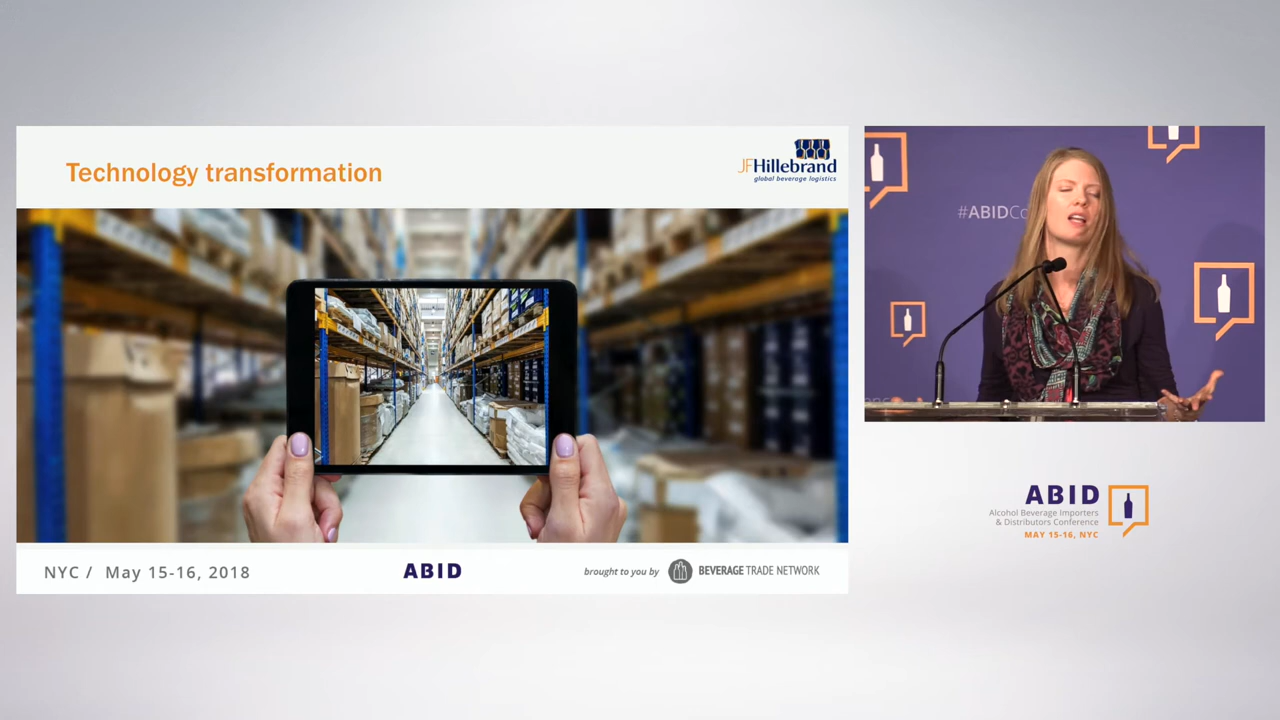 Technology transformation
JFHillebrand
global beverage logistics
NYC / May 15-16, 2018
ABID
brought to you by
BEVERAGE TRADE NETWORK
#ABIDCo
ABID
Alcohol Beverage Importers
& Distributors Conference
MAY 15-16, NYC